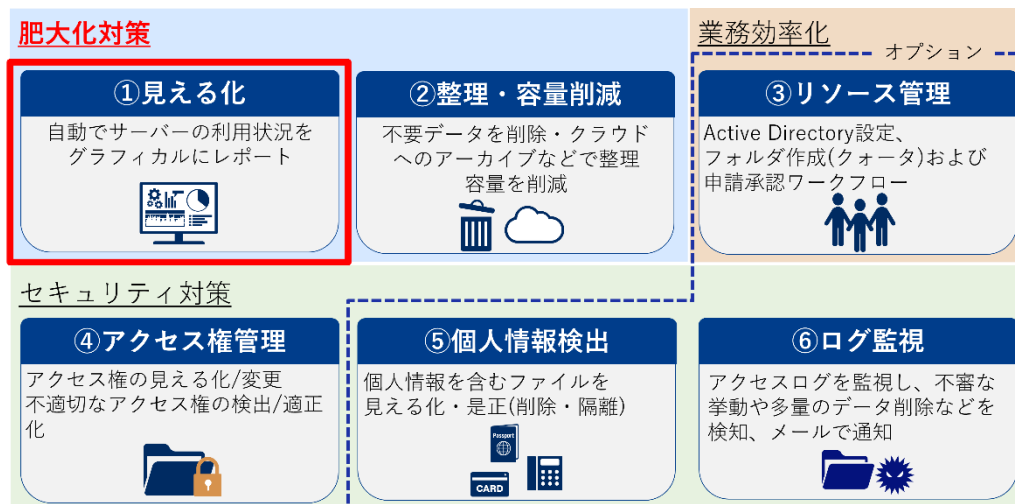 肥大化対策
①見える化
自動でサーバーの利用状況を
グラフィカルにレポート
②整理・容量削減
不要データを削除・クラウド
へのアーカイブなどで整理
容量を削減
業務効率化
オプション
③リソース管理
Active Directory設定、
フォルダ作成(クォータ)および
申請承認ワークフロー
セキュリティ対策
④アクセス権管理
アクセス権の見える化/変更
不適切なアクセス権の検出/適正
化
⑤個人情報検出
個人情報を含むファイルを
見える化・是正(削除・隔離)
Passport
CARD
⑥ログ監視
アクセスログを監視し、不審な
挙動や多量のデータ削除などを
検知、メールで通知